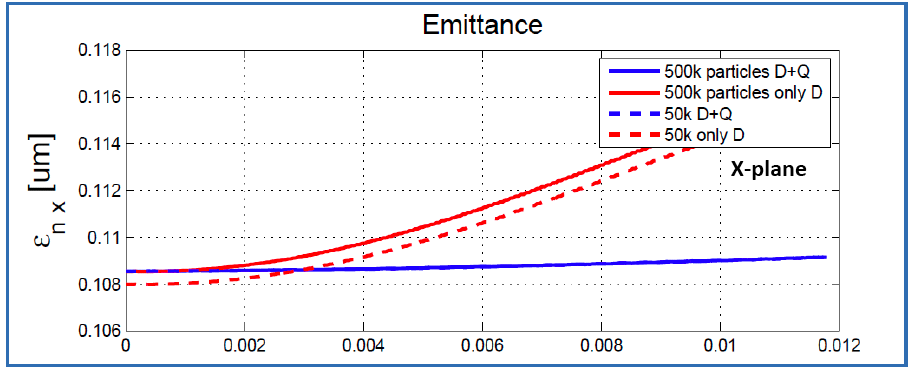 Emittance
0.118
0.116
0.114
0.112
0.11
0.108
0.106
ε n x [um]
500k particles D+Q
500k particles only D
50k D+Q
50k only D
X-plane
0
0.002
0.004
0.006
0.008
0.01
0.012